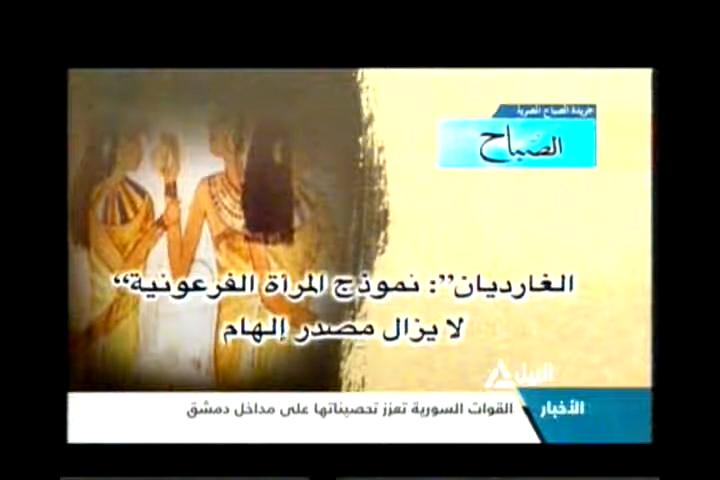 جريدة الصباح المصرية
الصباح
الغارديان”: نموذج المرأة الفرعونية“
لا يزال مصدر إلهام
النيل
الأخبار
القوات السورية تعزز تحصيناتها على مداخل دمشق